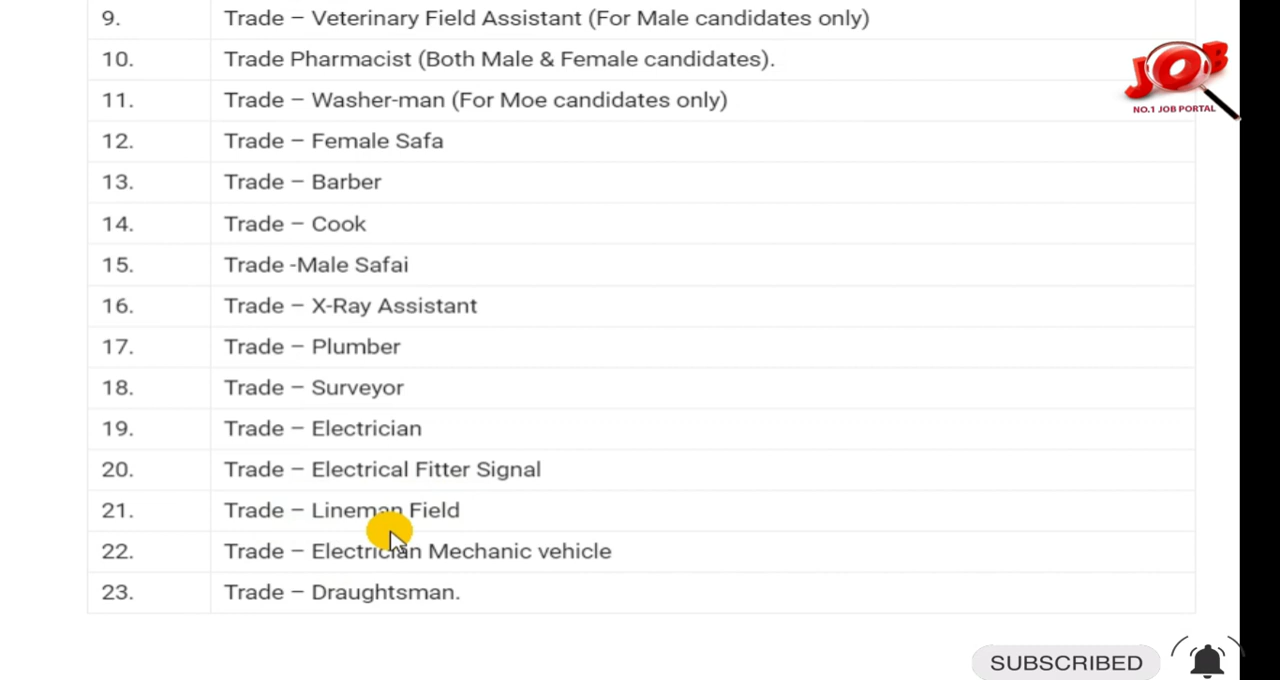 9. Trade – Veterinary Field Assistant (For Male candidates only)
10. Trade Pharmacist (Both Male & Female candidates).
11. Trade – Washer-man (For Moe candidates only)
12. Trade – Female Safa
13. Trade – Barber
14. Trade – Cook
15. Trade -Male Safai
16. Trade – X-Ray Assistant
17. Trade – Plumber
18. Trade – Surveyor
19. Trade – Electrician
20. Trade – Electrical Fitter Signal
21. Trade – Lineman Field
22. Trade – Electrician Mechanic vehicle
23. Trade – Draughtsman.
JOB
NO.1 JOB PORTAL
SUBSCRIBED